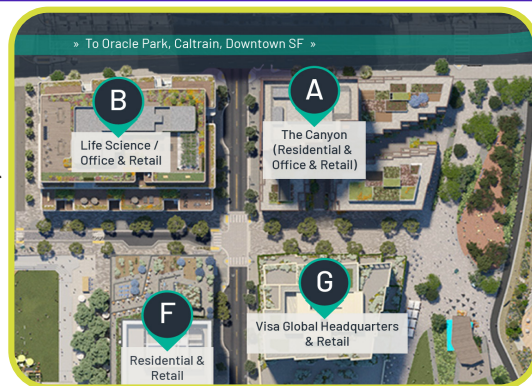 » To Oracle Park, Caltrain, Downtown SF »
B
Life Science /
Office & Retail
A
The Canyon
(Residential &
Office & Retail)
F
Residential &
Retail
G
Visa Global Headquarters
& Retail